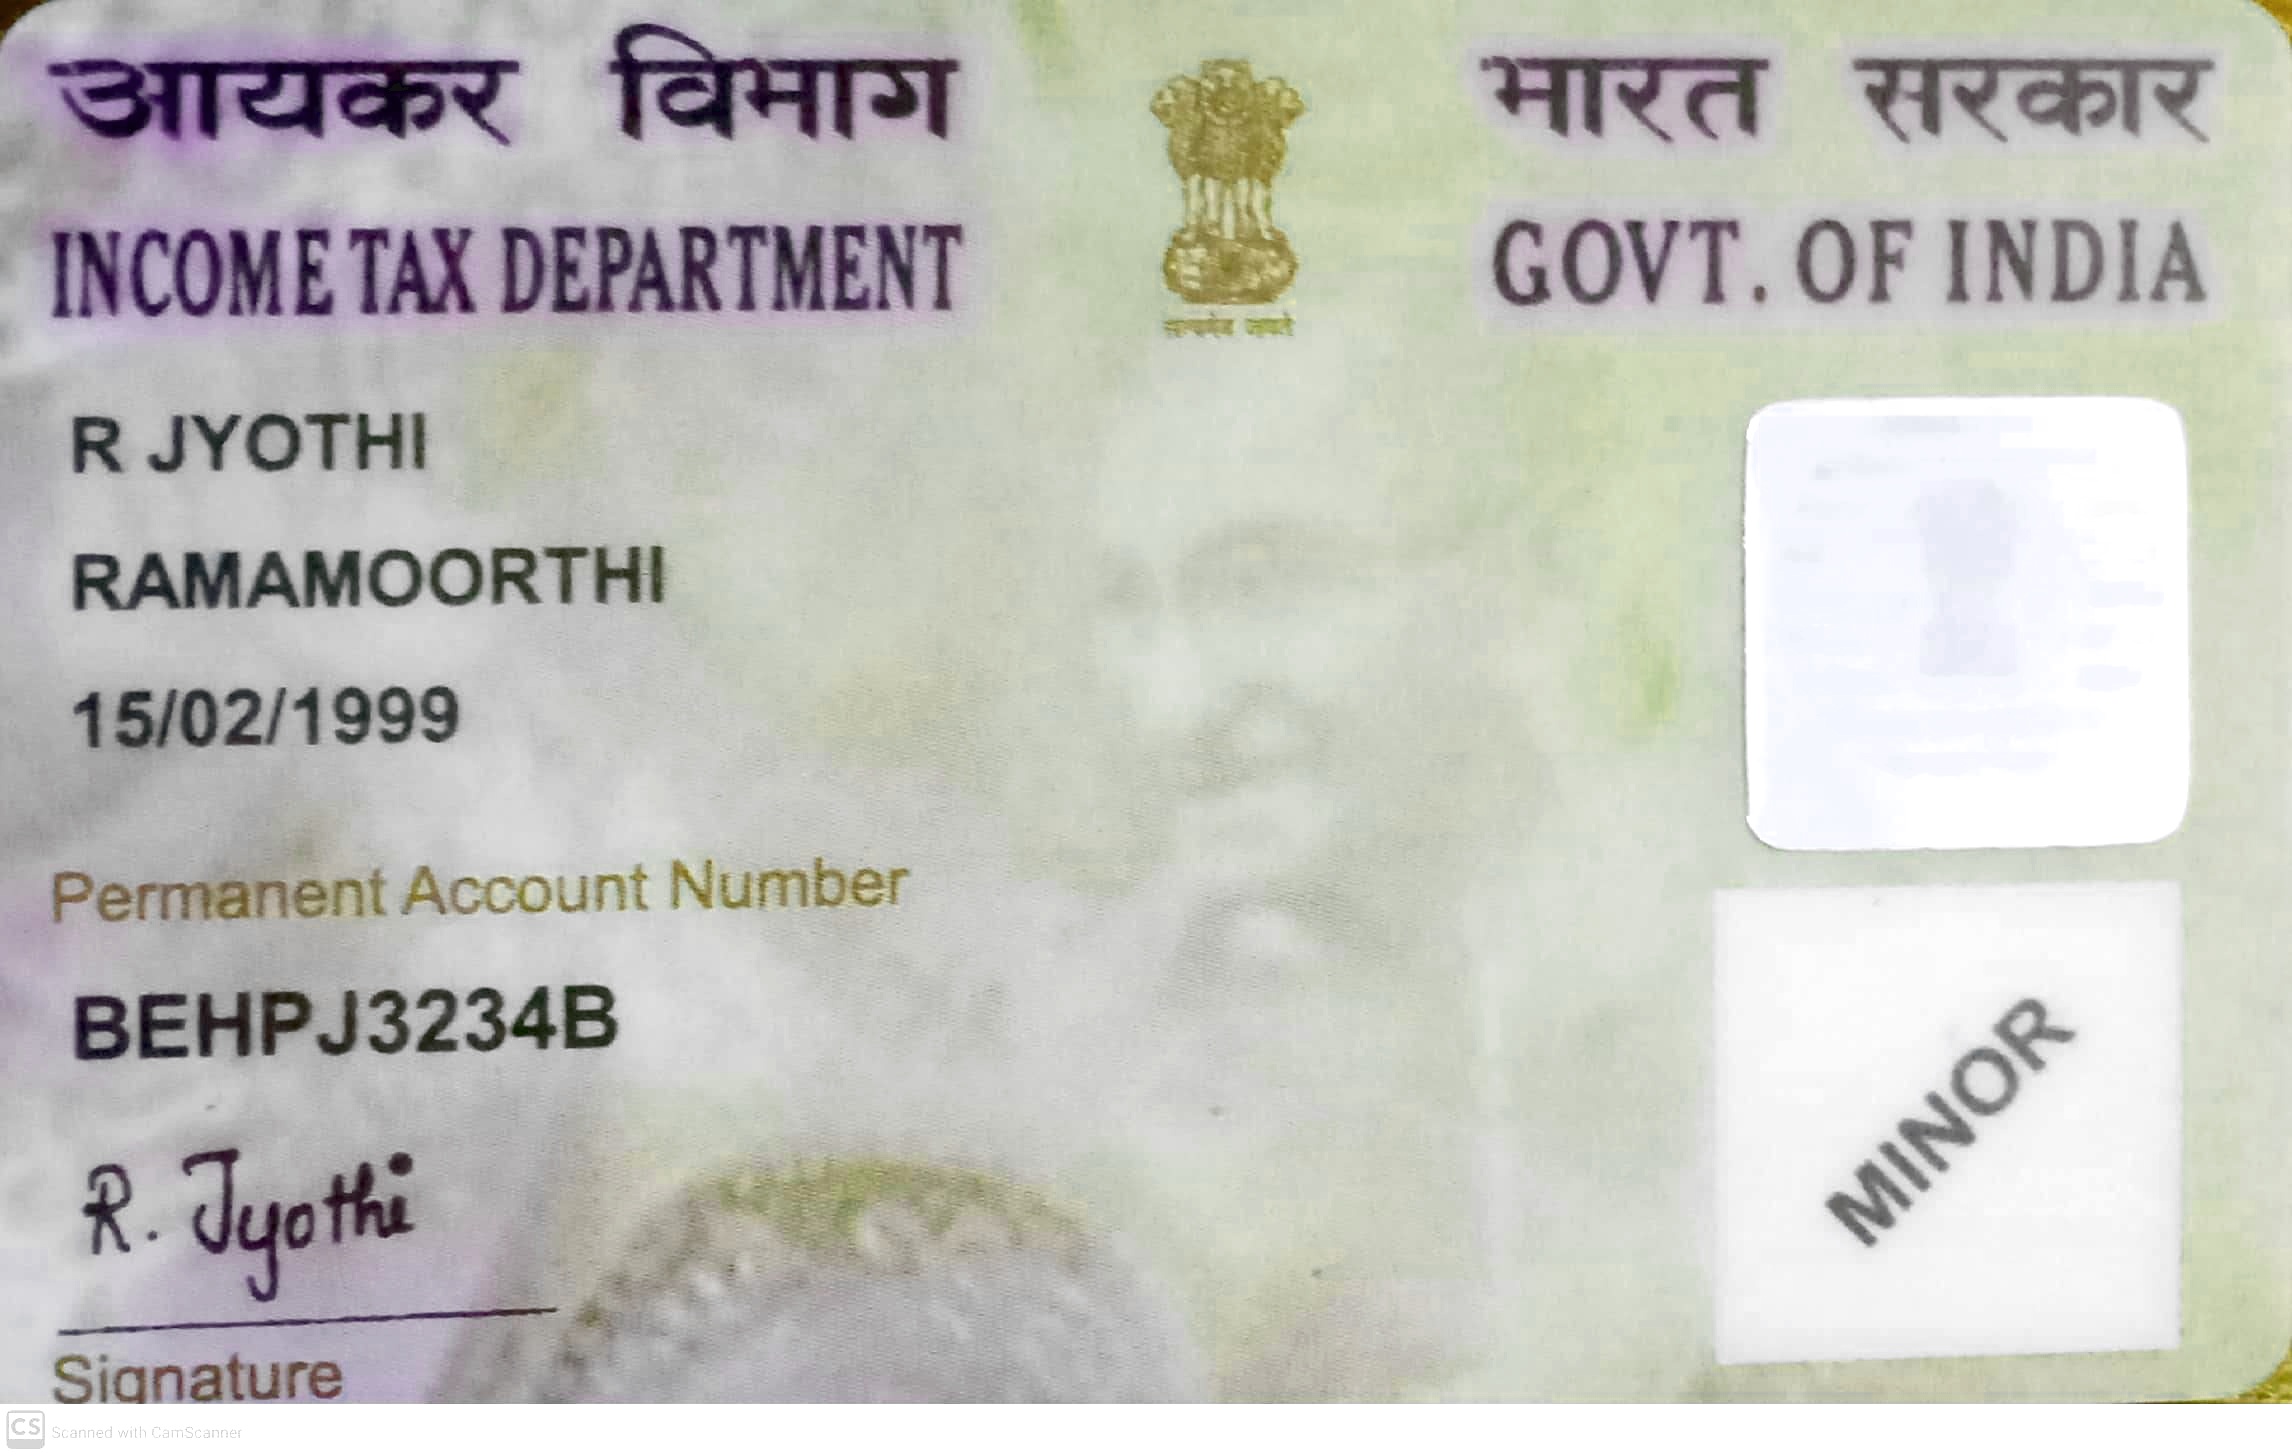 आयकर विभाग
INCOME TAX DEPARTMENT
भारत सरकार
GOVT. OF INDIA
सत्यमेव जयते
R JYOTHI
RAMAMOORTHI
15/02/1999
Permanent Account Number
BEHPJ3234B
R. Jyothi
Signature
MINOR
CS Scanned with CamScanner